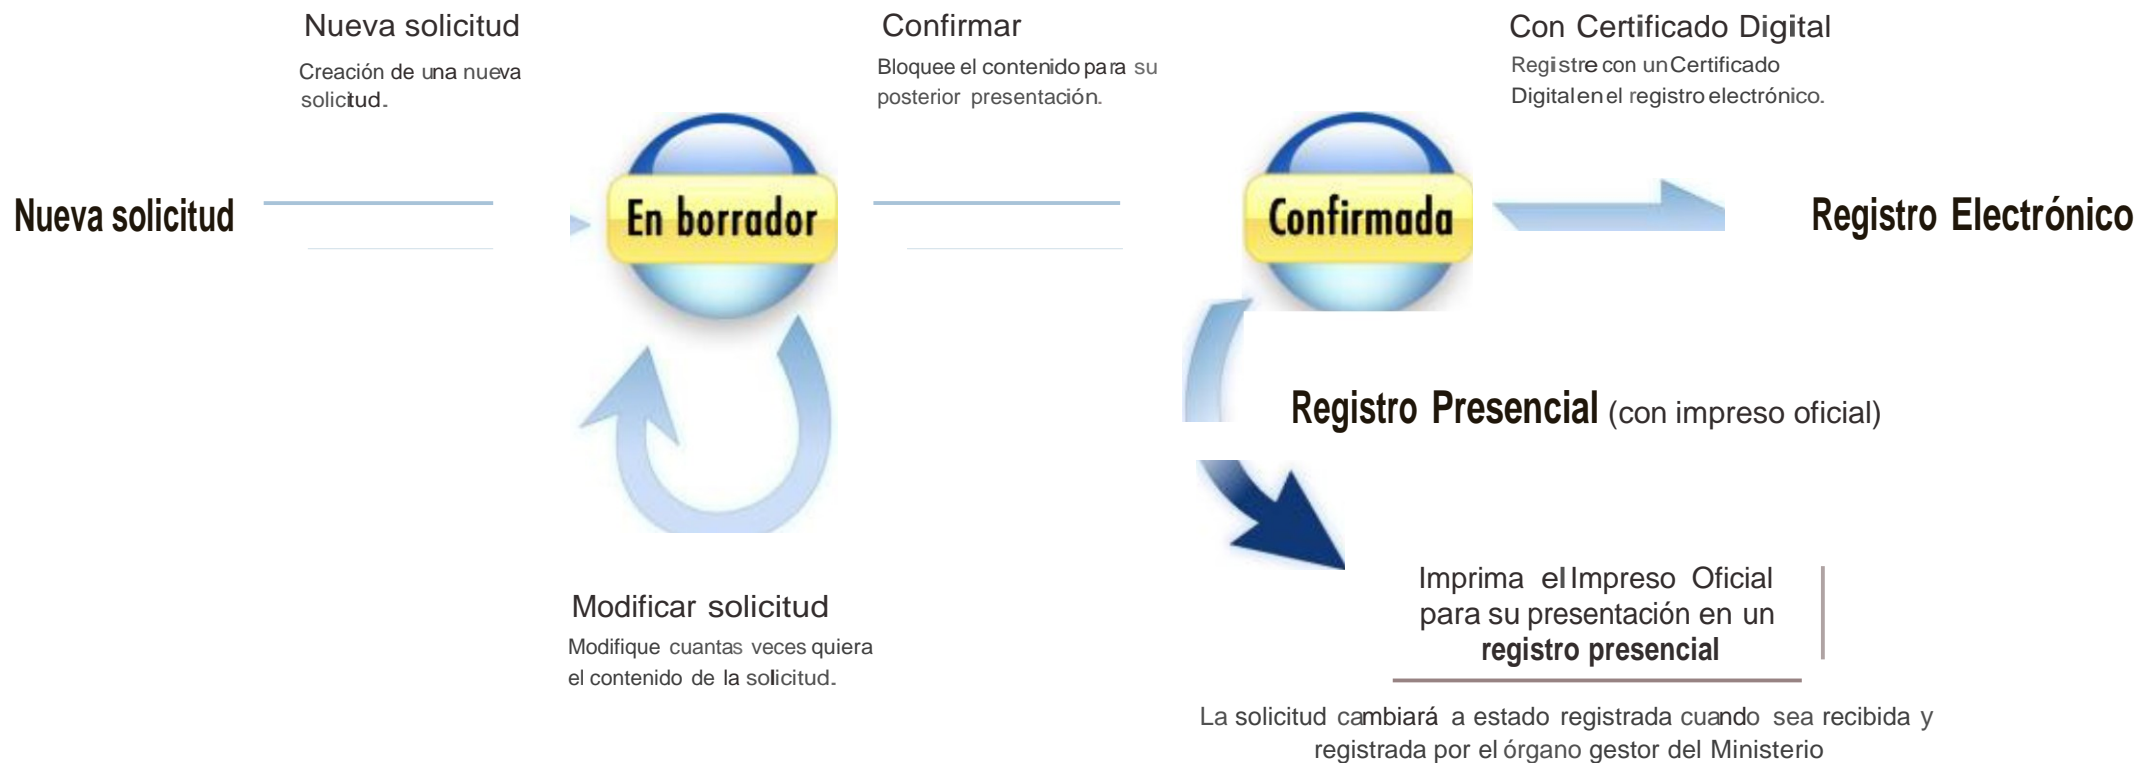 Nueva solicitud
Creación de una nueva
solicitud.
Confirmar
Bloquee el contenido para su
posterior presentación.
Con Certificado Digital
Registre con un Certificado
Digital en el registro electrónico.
Nueva solicitud
En borrador
Confirmada
Registro Electrónico
Registro Presencial (con impreso oficial)
Modificar solicitud
Modifique cuantas veces quiera
el contenido de la solicitud.
Imprima el Impreso Oficial
para su presentación en un
registro presencial
La solicitud cambiará a estado registrada cuando sea recibida y
registrada por el órgano gestor del Ministerio